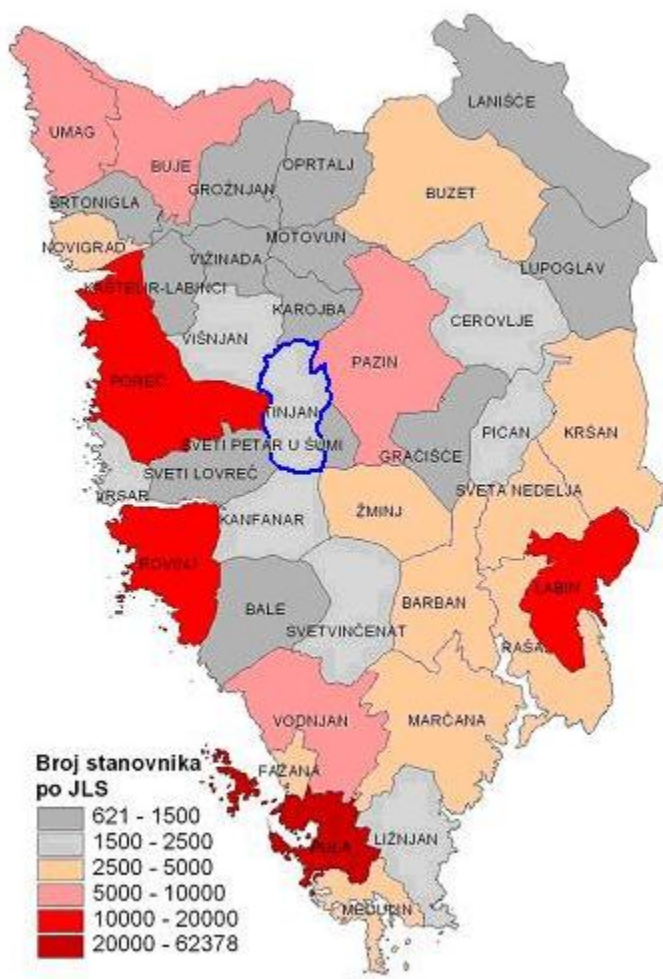 LANIŠĆE
UMAG
BUJE
OPRTALJ
GROŽNJAN
BUZET
BRTONIGLA
NOVIGRAD
MOTOVUN
VIŽINADA
LUPOGLAV
KAŠTELIR-LABINCI
KAROJBA
CEROVLJE
VIŠNJAN
PAZIN
POREČ
TINJAN
PIĆAN
KRŠAN
SVETI PETAR U ŠUMI
GRAČIŠĆE
SVETI LOVREČ
SVETA NEDELJA
VRSAR
KANFANAR
ŽMINJ
ROVINJ
LABIN
BALE
BARBAN
SVETVINČENAT
RAŠA
VODNJAN
MARČANA
FAŽANA
LIŽNJAN
PULA
MEDULIN
Broj stanovnika
po JLS
621 - 1500
1500 - 2500
2500 - 5000
5000 - 10000
10000 - 20000
20000 - 62378